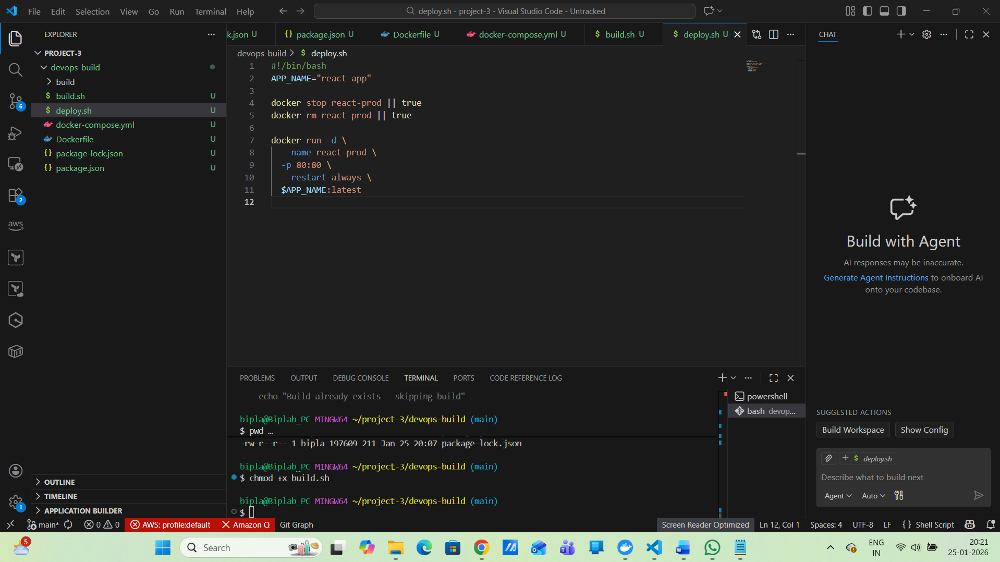 File Edit Selection View Go Run Terminal Help
deploy.sh - project-3 - Visual Studio Code - Untracked
EXPLORER
PROJECT-3
devops-build
build
build.sh U
deploy.sh U
docker-compose.yml U
Dockerfile U
package-lock.json U
package.json U
OUTLINE
TIMELINE
APPLICATION BUILDER
6
2
aws
1
k.json U
package.json U
Dockerfile U
docker-compose.yml U
build.sh U
deploy.sh U
devops-build > $ deploy.sh
1 #!/bin/bash
2 APP_NAME="react-app"
3
4 docker stop react-prod || true
5 docker rm react-prod || true
6
7 docker run -d \
8 --name react-prod \
9 -p 80:80 \
10 --restart always \
11 $APP_NAME:latest
12
PROBLEMS OUTPUT DEBUG CONSOLE TERMINAL PORTS CODE REFERENCE LOG
echo "Build already exists – skipping build"
bipla@Biplab_PC MINGW64 ~/project-3/devops-build (main)
$ pwd …
-rw-r--r-- 1 bipla 197609 211 Jan 25 20:07 package-lock.json
bipla@Biplab_PC MINGW64 ~/project-3/devops-build (main)
$ chmod +x build.sh
bipla@Biplab_PC MINGW64 ~/project-3/devops-build (main)
$
powershell
bash devop...
CHAT
Build with Agent
AI responses may be inaccurate.
Generate Agent Instructions to onboard AI
onto your codebase.
SUGGESTED ACTIONS
Build Workspace
Show Config
$ deploy.sh
Describe what to build next
Agent
Auto
main*
0 0
AWS: profile:default
Amazon Q
Git Graph
Screen Reader Optimized
Ln 12, Col 1
Spaces: 4
UTF-8
LF
{ } Shell Script
5
Search
ENG
IN
20:21
25-01-2026